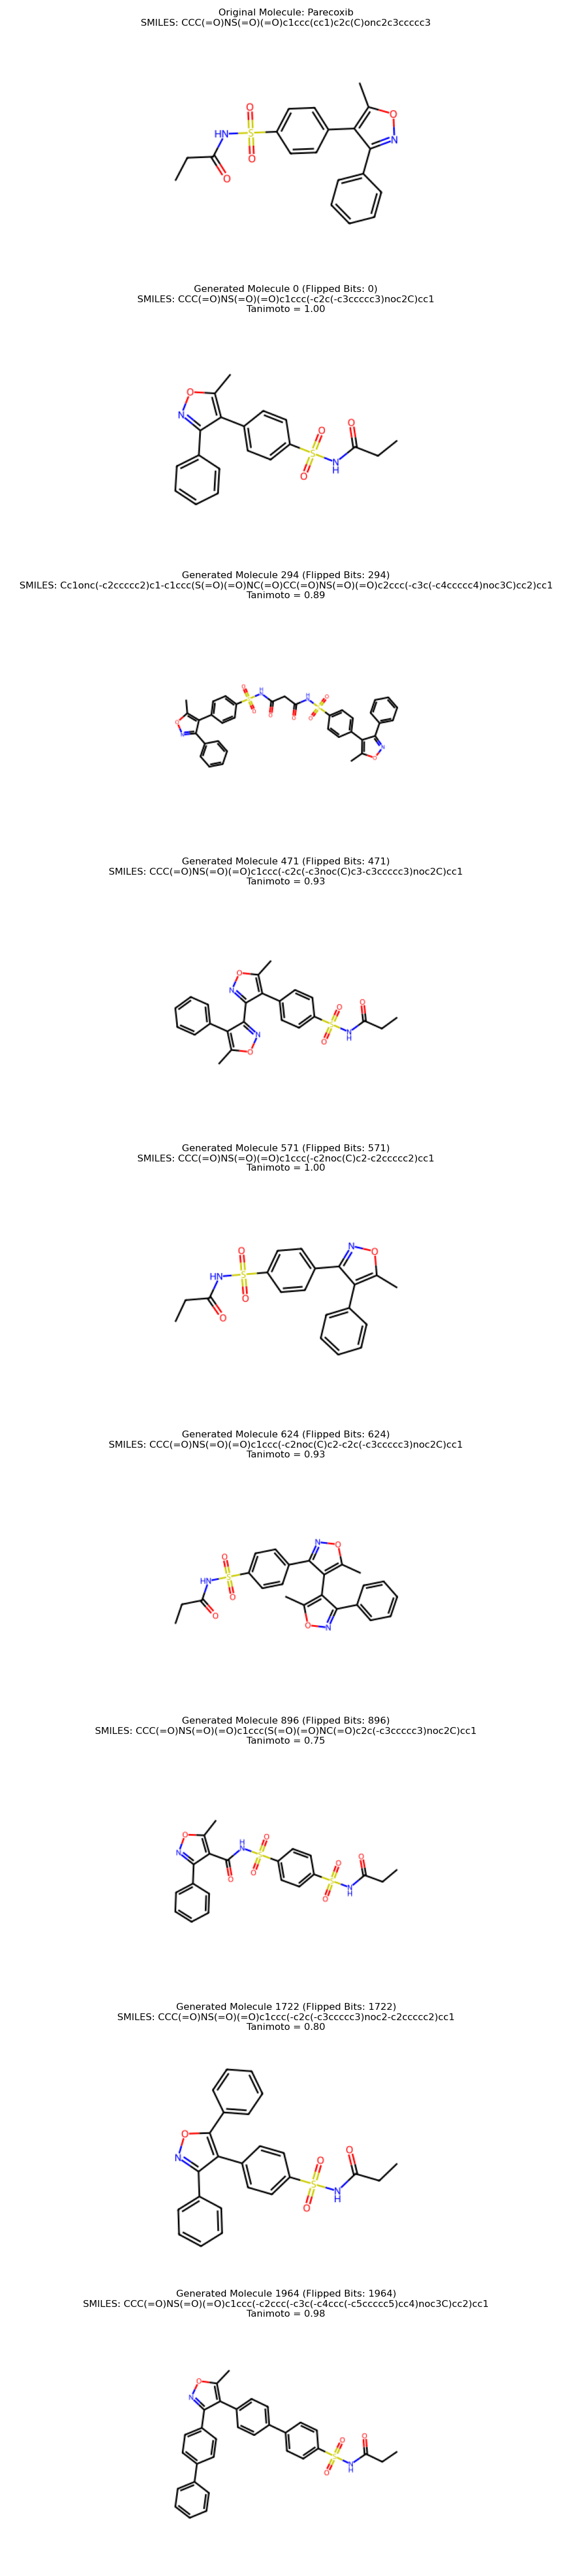 Original Molecule: Parecoxib
SMILES: CCC(=O)NS(=O)(=O)c1ccc(cc1)c2c(C)onc2c3ccccc3
O
O
HN
S
N
O
O
Generated Molecule 0 (Flipped Bits: 0)
SMILES: CCC(=O)NS(=O)(=O)c1ccc(-c2c(-c3ccccc3)noc2C)cc1
Tanimoto = 1.00
O
N
O
O
S
N
H
O
Generated Molecule 294 (Flipped Bits: 294)
SMILES: Cc1onc(-c2ccccc2)c1-c1ccc(S(=O)(=O)NC(=O)CC(=O)NS(=O)(=O)c2ccc(-c3c(-c4ccccc4)noc3C)cc2)cc1
Tanimoto = 0.89
O
H
N
H
N
O
S
S
O
O
O
O
O
N
N
O
Generated Molecule 471 (Flipped Bits: 471)
SMILES: CCC(=O)NS(=O)(=O)c1ccc(-c2c(-c3noc(C)c3-c3ccccc3)noc2C)cc1
Tanimoto = 0.93
O
N
O
O
S
N
H
N
O
O
Generated Molecule 571 (Flipped Bits: 571)
SMILES: CCC(=O)NS(=O)(=O)c1ccc(-c2noc(C)c2-c2ccccc2)cc1
Tanimoto = 1.00
N
O
O
HN
S
O
O
Generated Molecule 624 (Flipped Bits: 624)
SMILES: CCC(=O)NS(=O)(=O)c1ccc(-c2noc(C)c2-c2c(-c3ccccc3)noc2C)cc1
Tanimoto = 0.93
N
O
O
HN
S
O
O
O
N
Generated Molecule 896 (Flipped Bits: 896)
SMILES: CCC(=O)NS(=O)(=O)c1ccc(S(=O)(=O)NC(=O)c2c(-c3ccccc3)noc2C)cc1
Tanimoto = 0.75
O
N
H
N
O
S
O
O
O
S
O
N
H
O
Generated Molecule 1722 (Flipped Bits: 1722)
SMILES: CCC(=O)NS(=O)(=O)c1ccc(-c2c(-c3ccccc3)noc2-c2ccccc2)cc1
Tanimoto = 0.80
O
N
O
O
S
N
H
O
Generated Molecule 1964 (Flipped Bits: 1964)
SMILES: CCC(=O)NS(=O)(=O)c1ccc(-c2ccc(-c3c(-c4ccc(-c5ccccc5)cc4)noc3C)cc2)cc1
Tanimoto = 0.98
O
N
O
O
S
N
H
O